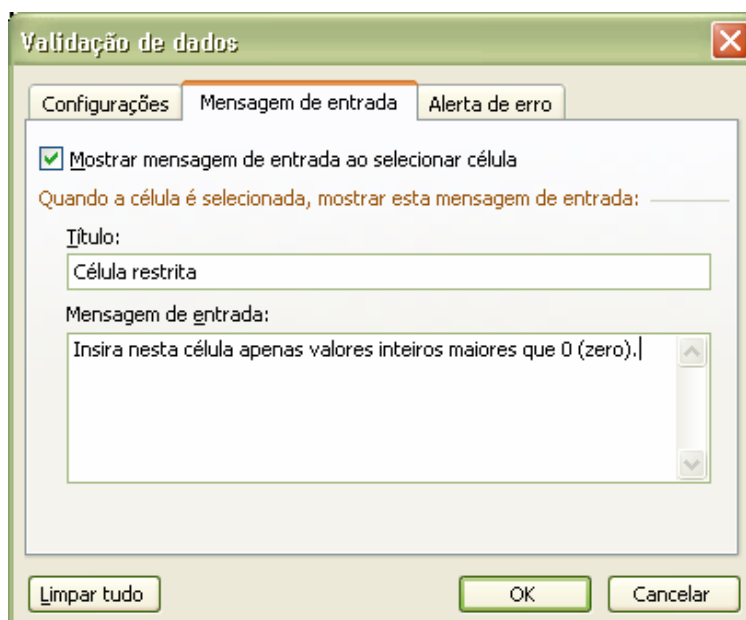 Validação de dados
Configurações Mensagem de entrada Alerta de erro
Mostrar mensagem de entrada ao selecionar célula
Quando a célula é selecionada, mostrar esta mensagem de entrada:
Título:
Célula restrita
Mensagem de entrada:
Insira nesta célula apenas valores inteiros maiores que 0 (zero).
Limpar tudo OK Cancelar